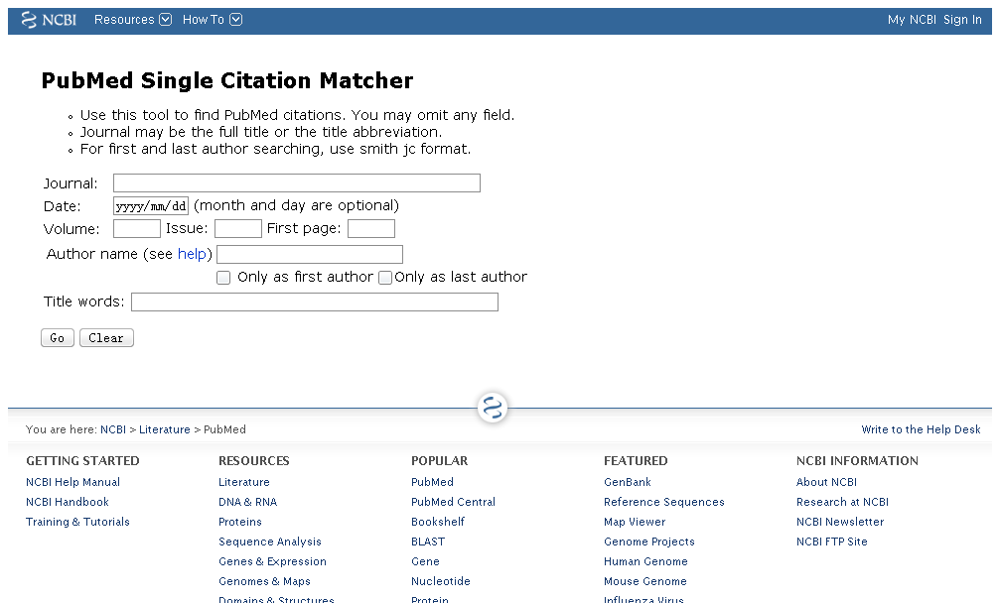 NCBI Resources How To My NCBI Sign In
PubMed Single Citation Matcher
Use this tool to find PubMed citations. You may omit any field.
Journal may be the full title or the title abbreviation.
For first and last author searching, use smith jc format.
Journal:
Date: yyyy/mm/dd (month and day are optional)
Volume: Issue: First page:
Author name (see help)
Only as first author Only as last author
Title words:
Go Clear
You are here: NCBI > Literature > PubMed Write to the Help Desk
GETTING STARTED RESOURCES POPULAR FEATURED NCBI INFORMATION
NCBI Help Manual Literature PubMed GenBank About NCBI
NCBI Handbook DNA & RNA PubMed Central Reference Sequences Research at NCBI
Training & Tutorials Proteins Bookshelf Map Viewer NCBI Newsletter
Sequence Analysis BLAST Genome Projects NCBI FTP Site
Genes & Expression Gene Human Genome
Genomes & Maps Nucleotide Mouse Genome
Domains & Structures Protein Influenza Virus